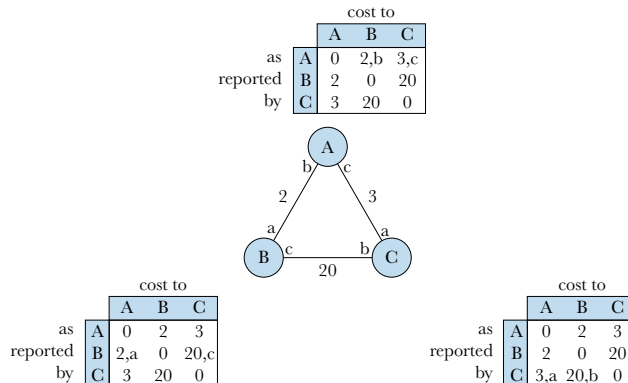 cost to
A B C
as A 0 2,b 3,c
reported B 2 0 20
by C 3 20 0
A
b c
2 3
a a
B c b C
20
cost to
A B C
as A 0 2 3
reported B 2,a 0 20,c
by C 3 20 0
cost to
A B C
as A 0 2 3
reported B 2 0 20
by C 3,a 20,b 0